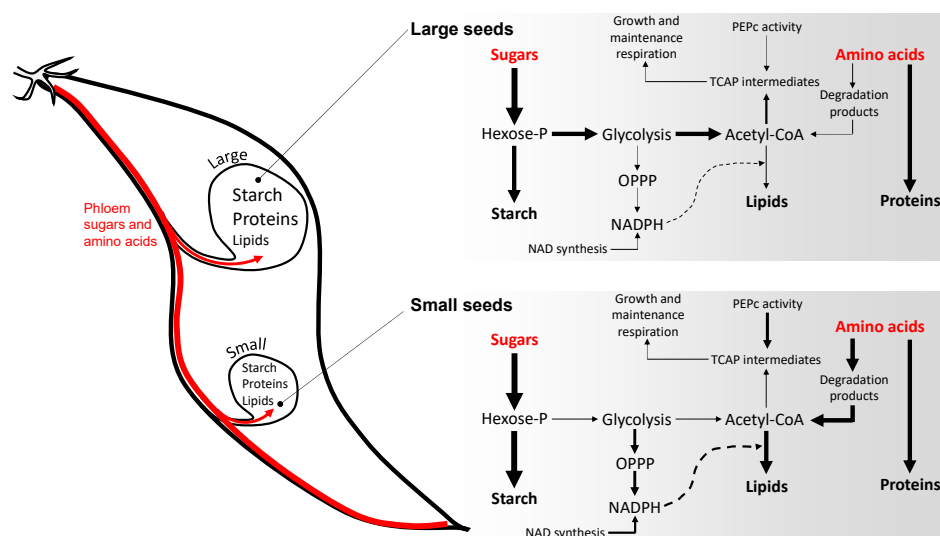 Large seeds
Sugars
Growth and
maintenance
respiration
PEPc activity
TCAP intermediates
Amino acids
Degradation
products
Hexose-P
Glycolysis
Acetyl-CoA
OPPP
Starch
NADPH
Lipids
Proteins
NAD synthesis
Large
Starch
Proteins
Lipids
Phloem
sugars and
amino acids
Small seeds
Sugars
Growth and
maintenance
respiration
PEPc activity
TCAP intermediates
Amino acids
Degradation
products
Hexose-P
Glycolysis
Acetyl-CoA
OPPP
Starch
NADPH
Lipids
Proteins
NAD synthesis
Small
Starch
Proteins
Lipids